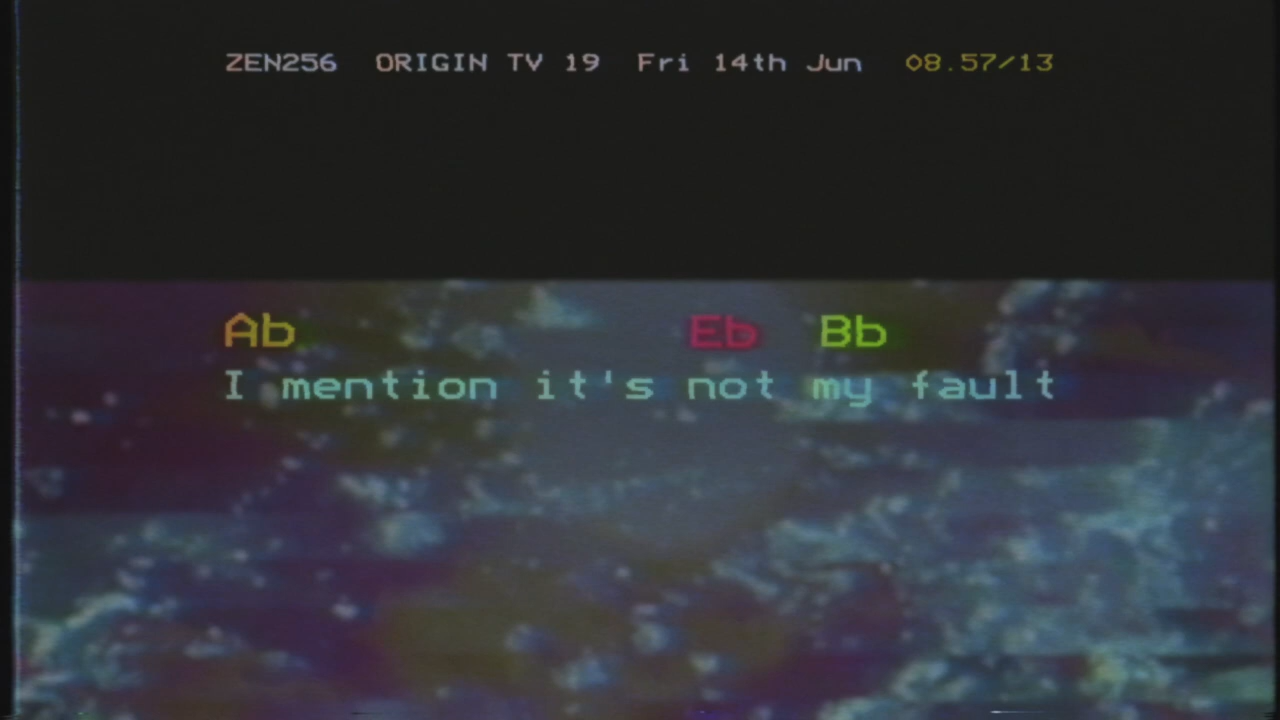 ZEN256 ORIGIN TV 19 Fri 14th Jun 08.57/13
Ab Eb Bb
I mention it's not my fault